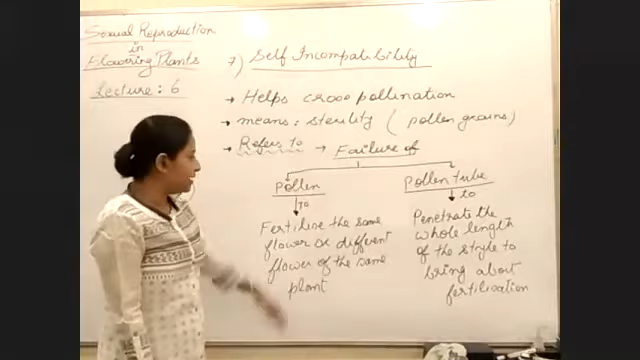 Sexual Reproduction
in
Flowering Plants
Lecture : 6
7) Self Incompatibility
→ Helps cross pollination
→ means : sterility ( pollen grains )
→ Refers to → Failure of
Pollen
to
Fertilise the same
flower or different
flower of the same
plant
Pollen tube
to
Penetrate the
whole length
of the style to
bring about
fertilisation